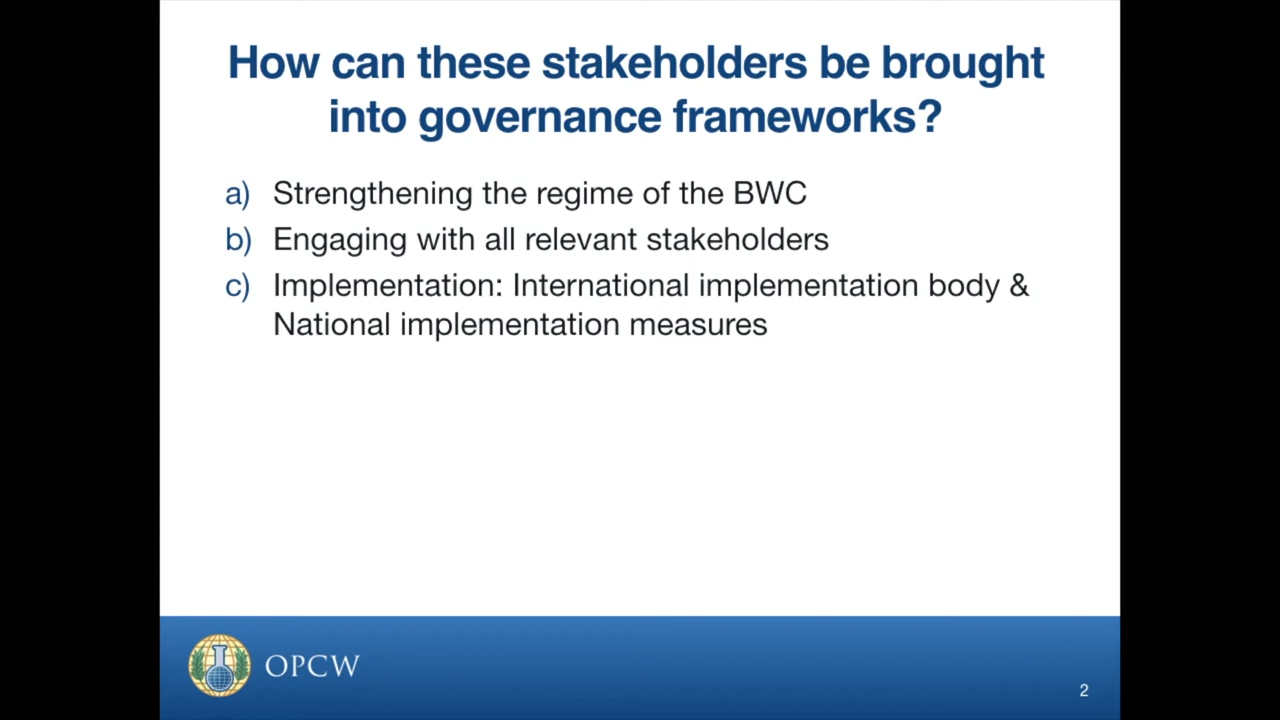 How can these stakeholders be brought
into governance frameworks?
a) Strengthening the regime of the BWC
b) Engaging with all relevant stakeholders
c) Implementation: International implementation body &
National implementation measures
OPCW
2